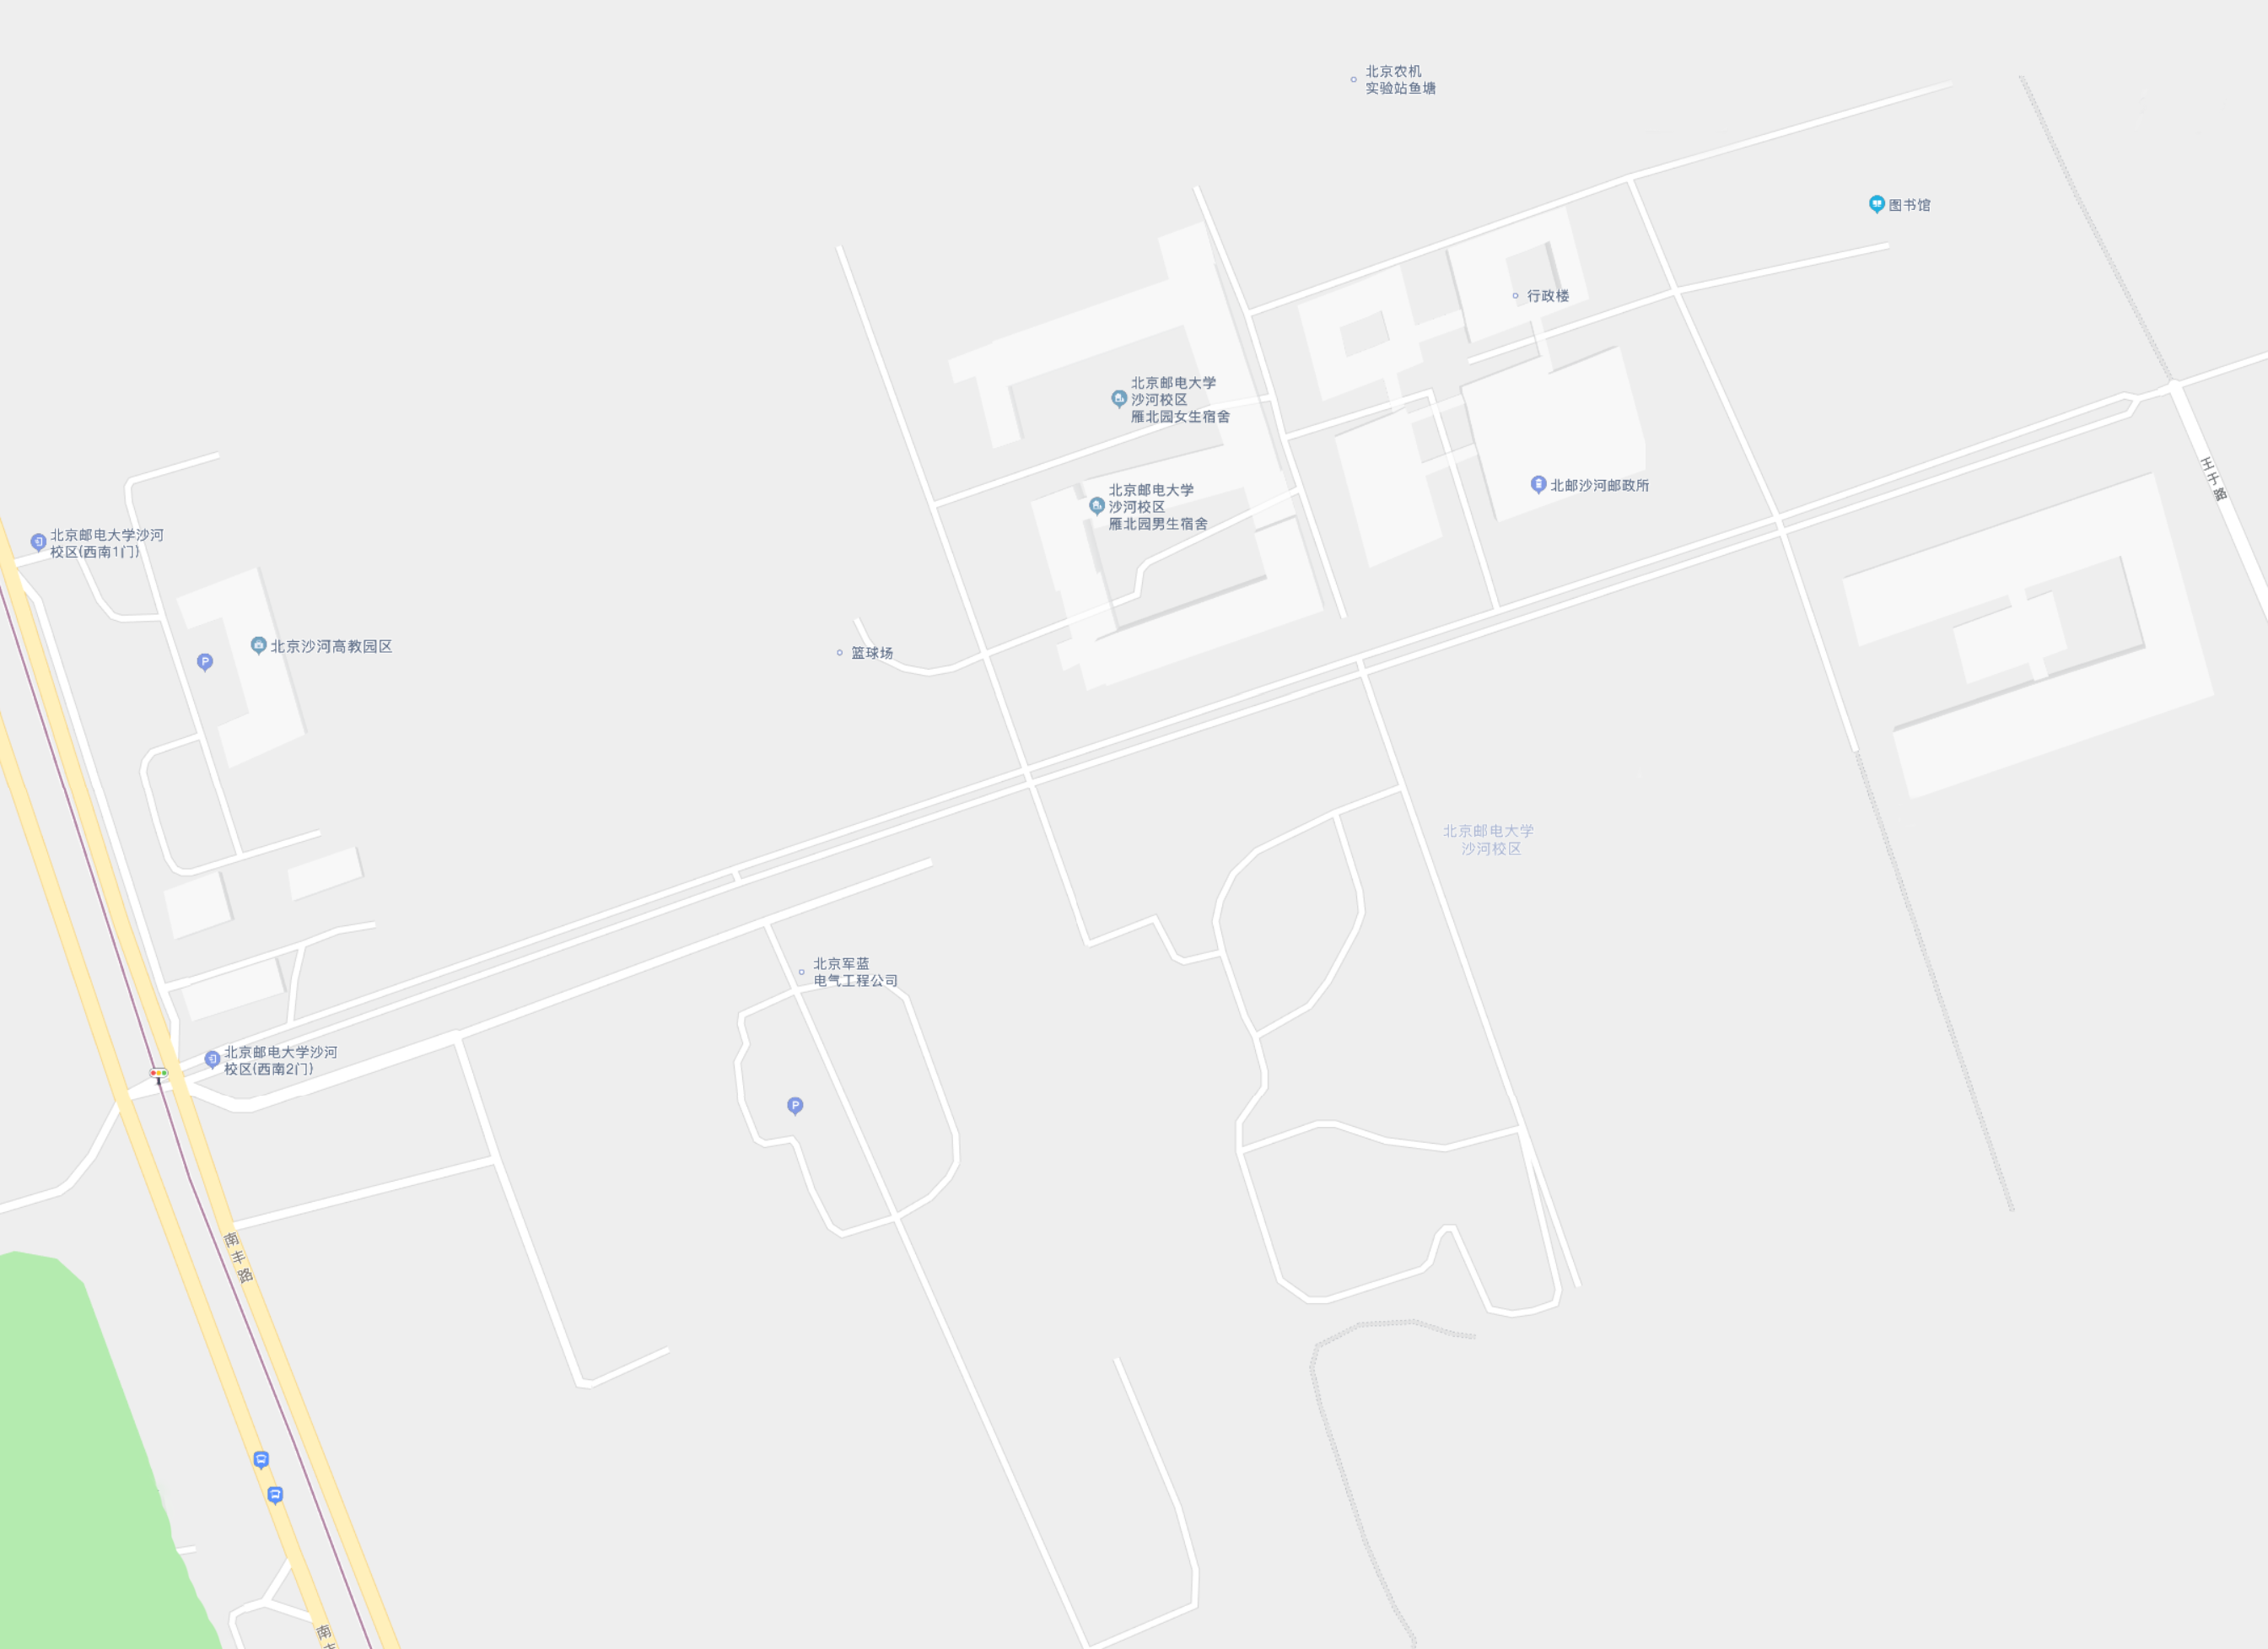 北京农机
实验站鱼塘
图书馆
行政楼
北京邮电大学
沙河校区
雁北园女生宿舍
北京邮电大学
沙河校区
雁北园男生宿舍
北邮沙河邮政所
王于路
北京邮电大学沙河
校区(西南1门)
P
北京沙河高教园区
篮球场
北京邮电大学
沙河校区
北京军蓝
电气工程公司
北京邮电大学沙河
校区(西南2门)
P
南丰路
南丰